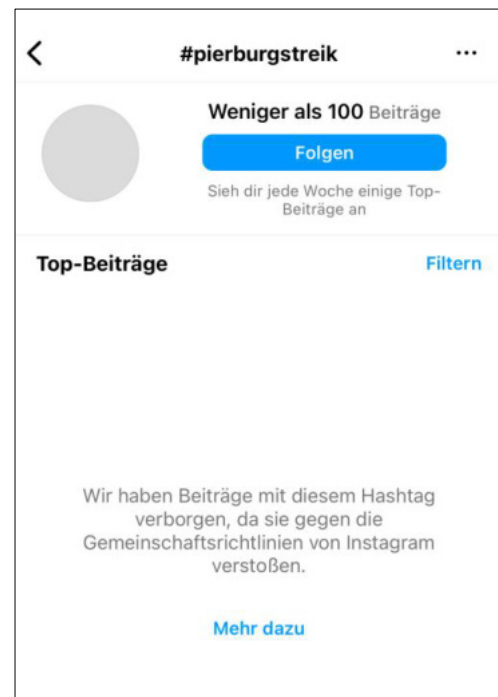 #pierburgstreik
Weniger als 100 Beiträge
Folgen
Sieh dir jede Woche einige Top-
Beiträge an
Top-Beiträge
Filtern
Wir haben Beiträge mit diesem Hashtag
verborgen, da sie gegen die
Gemeinschaftsrichtlinien von Instagram
verstoßen.
Mehr dazu